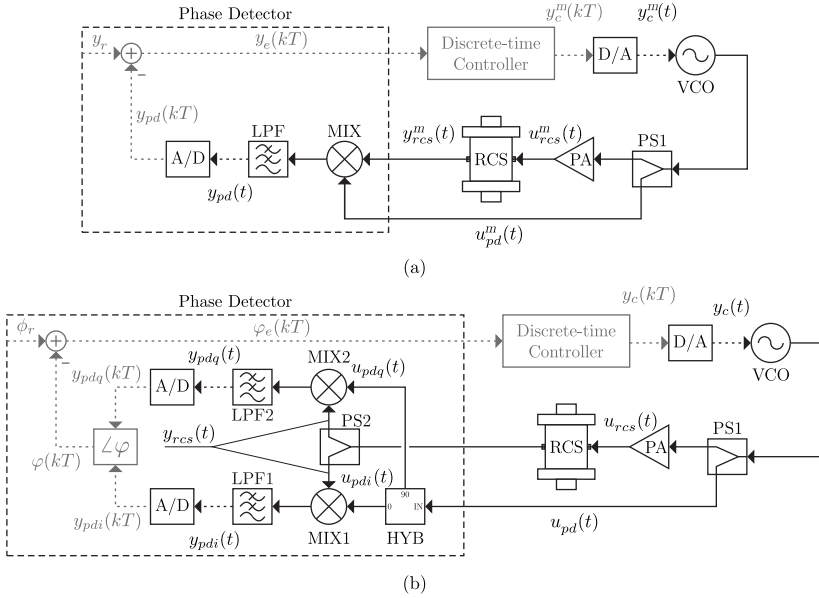 Phase Detector
y_r
y_e(kT)
y_c^m(kT)
y_c^m(t)
Discrete-time
Controller
D/A
VCO
−
y_pd(kT)
LPF
MIX
y_rcs^m(t)
u_rcs^m(t)
PS1
A/D
RCS
PA
y_pd(t)
u_pd^m(t)
(a)
Phase Detector
ϕ_r
φ_e(kT)
y_c(kT)
y_c(t)
Discrete-time
Controller
D/A
VCO
−
y_pdq(kT)
y_pdq(t)
MIX2
u_pdq(t)
A/D
LPF2
PS2
∠φ
y_rcs(t)
RCS
u_rcs(t)
PA
PS1
φ(kT)
u_pdi(t)
LPF1
90
0
IN
A/D
y_pdi(kT)
y_pdi(t)
MIX1
HYB
u_pd(t)
(b)